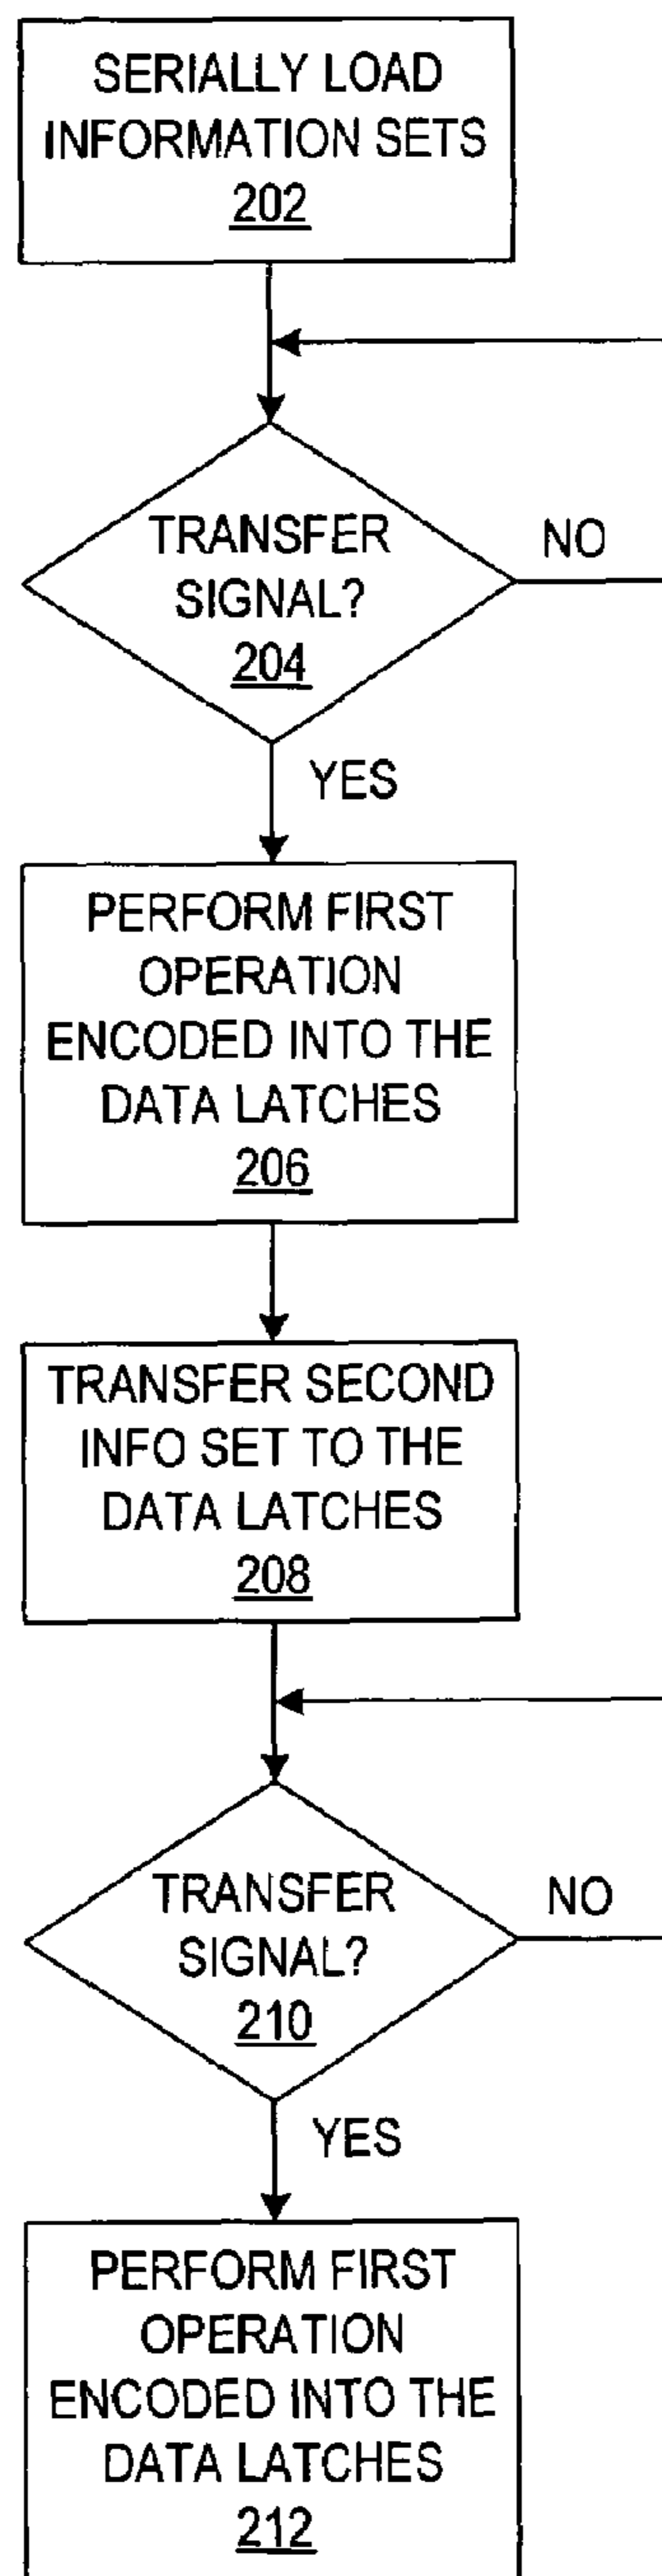 SERIALLY LOAD
INFORMATION SETS
202
TRANSFER
SIGNAL?
204
NO
YES
PERFORM FIRST
OPERATION
ENCODED INTO THE
DATA LATCHES
206
TRANSFER SECOND
INFO SET TO THE
DATA LATCHES
208
TRANSFER
SIGNAL?
210
NO
YES
PERFORM FIRST
OPERATION
ENCODED INTO THE
DATA LATCHES
212